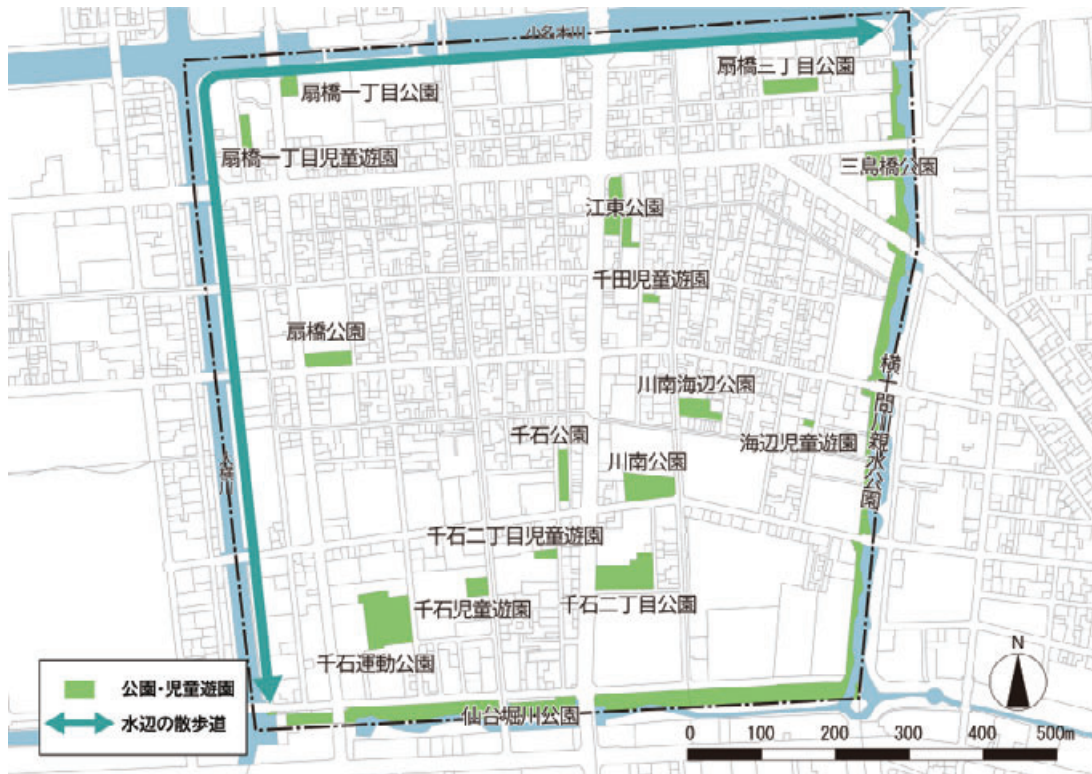 小名木川
扇橋三丁目公園
扇橋一丁目公園
扇橋一丁目児童遊園
三島橋公園
江東公園
千田児童遊園
扇橋公園
川南海辺公園
横十間川親水公園
海辺児童遊園
千石公園
川南公園
千石二丁目児童遊園
千石児童遊園
千石二丁目公園
千石運動公園
仙台堀川公園
公園・児童遊園
水辺の散歩道
N
0 100 200 300 400 500m